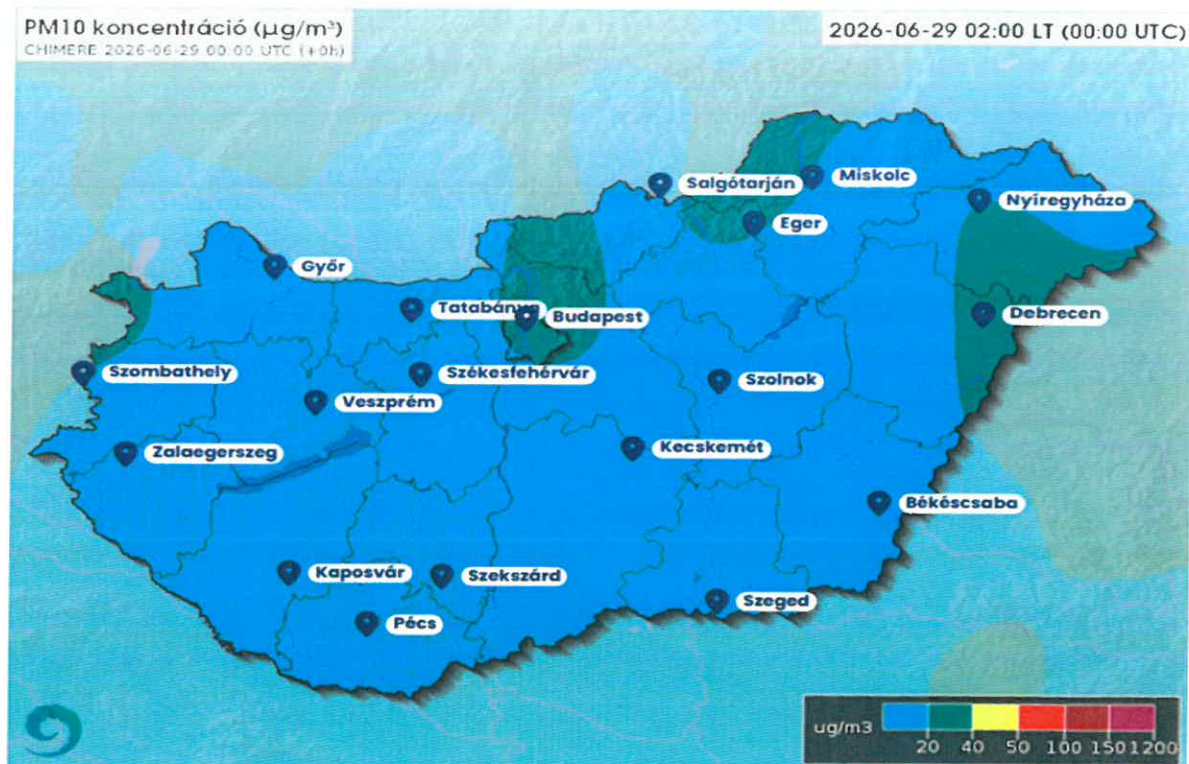 PM10 koncentráció (µg/m³)
CHIMERE 2026-06-29 00:00 UTC (+0h)
2026-06-29 02:00 LT (00:00 UTC)
Salgótarján
Miskolc
Nyíregyháza
Eger
Győr
Tatabánya
Budapest
Debrecen
Szombathely
Székesfehérvár
Szolnok
Veszprém
Zalaegerszeg
Kecskemét
Békéscsaba
Kaposvár
Szekszárd
Szeged
Pécs
ug/m3
20 40 50 100 150 1200